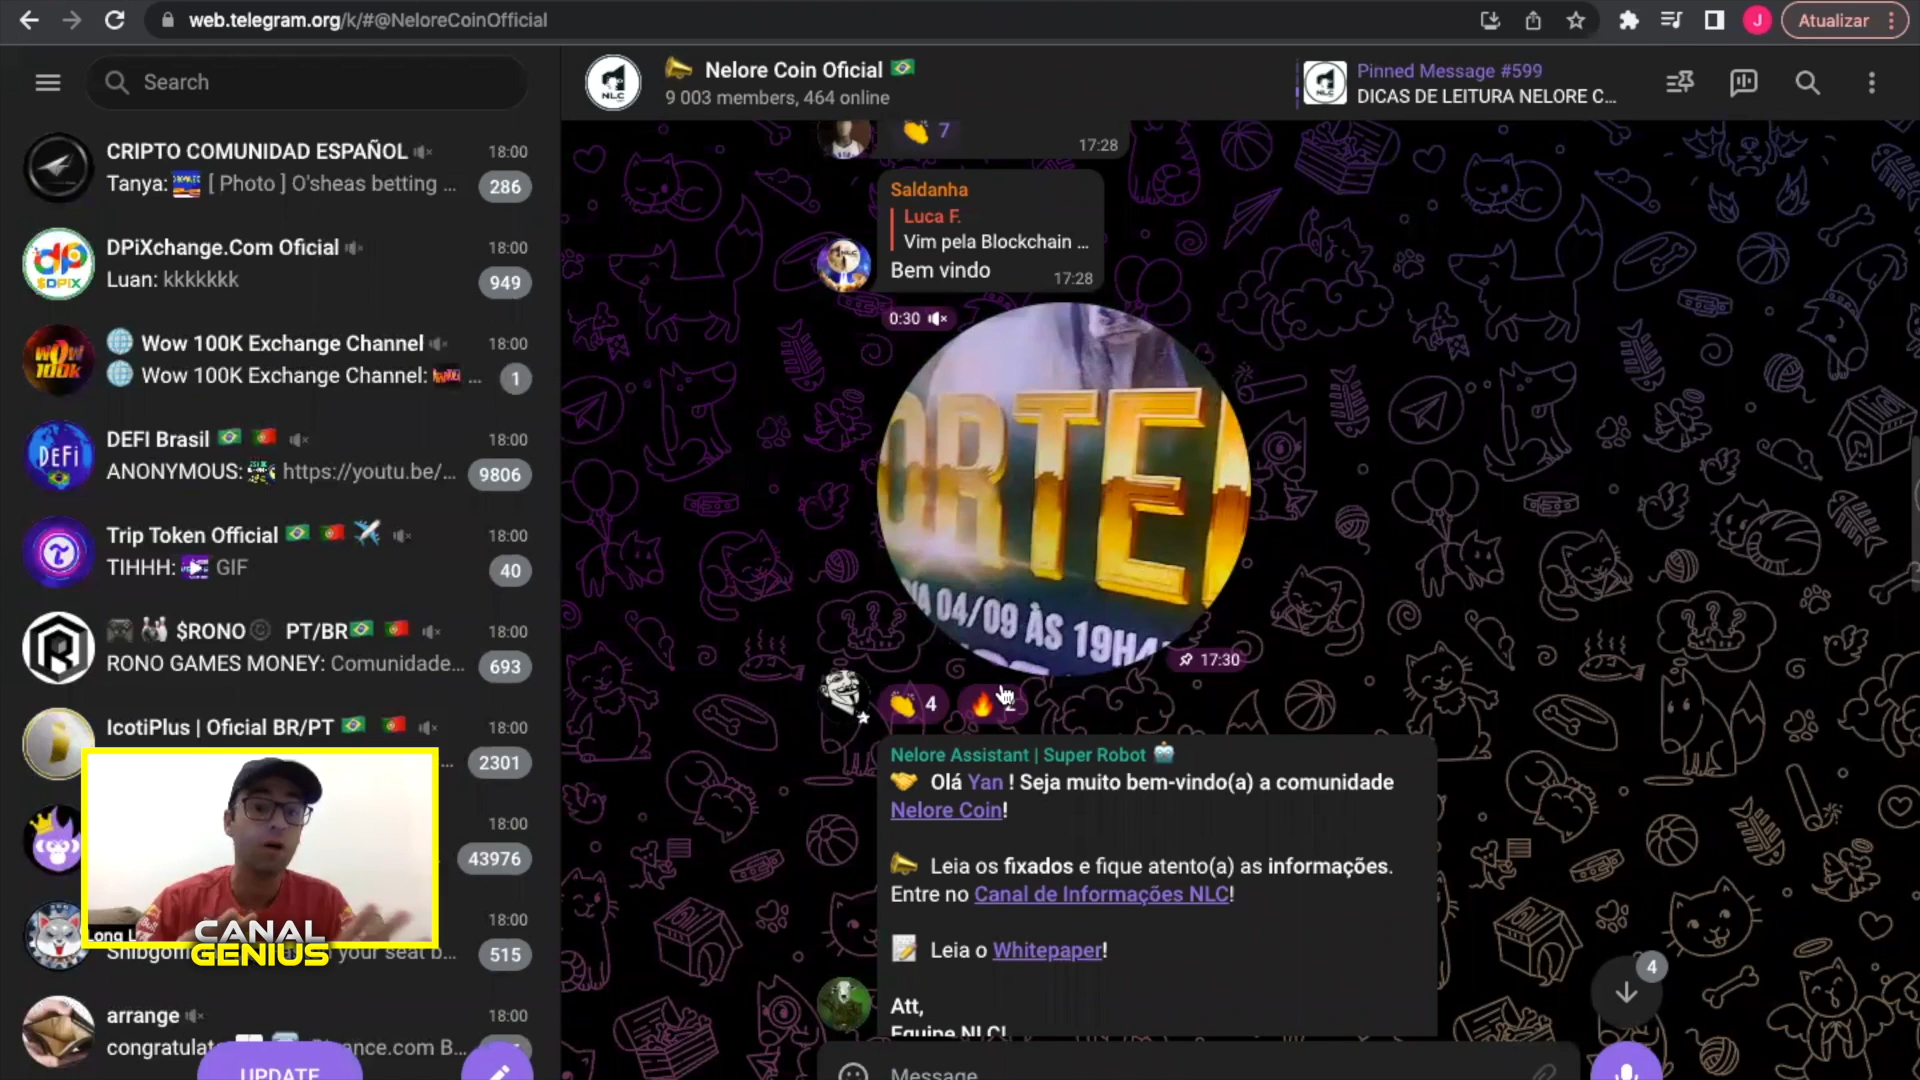 web.telegram.org/k/#@NeloreCoinOfficial
J
Atualizar
Search
CRIPTO COMUNIDAD ESPAÑOL
18:00
Tanya: [ Photo ] O'sheas betting ...
286
DPiXchange.Com Oficial
18:00
Luan: kkkkkkk
949
Wow 100K Exchange Channel
18:00
Wow 100K Exchange Channel: ...
1
DEFI Brasil
18:00
ANONYMOUS: https://youtu.be/...
9806
Trip Token Official
18:00
TIHHH: GIF
40
$RONO© PT/BR
18:00
RONO GAMES MONEY: Comunidade...
693
IcotiPlus | Oficial BR/PT
18:00
...
2301
18:00
43976
18:00
your seat b...
515
arrange
18:00
UPDATE
CANAL
GENIUS
Nelore Coin Oficial
9 003 members, 464 online
NLC
Pinned Message #599
DICAS DE LEITURA NELORE C...
7
17:28
Saldanha
Luca F.
Vim pela Blockchain ...
Bem vindo
17:28
0:30
ORTE
04/09 ÀS 19H
17:30
4
2
Nelore Assistant | Super Robot
Olá Yan ! Seja muito bem-vindo(a) a comunidade
Nelore Coin!
Leia os fixados e fique atento(a) as informações.
Entre no Canal de Informações NLC!
Leia o Whitepaper!
Att,
Equipe NLC!
4
Message